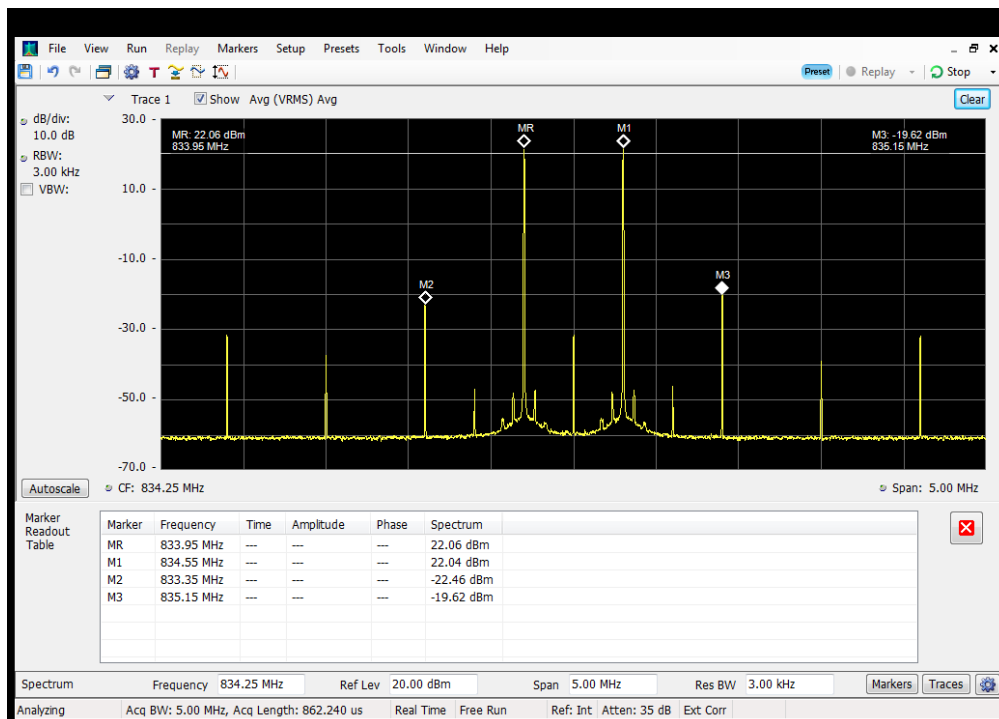 File View Run Replay Markers Setup Presets Tools Window Help
Preset Replay Stop
Trace 1 Show Avg (VRMS) Avg Clear
dB/div:
10.0 dB
RBW:
3.00 kHz
VBW:
30.0
10.0
-10.0
-30.0
-50.0
-70.0
MR: 22.06 dBm
833.95 MHz
MR
M1
M3: -19.62 dBm
835.15 MHz
M2
M3
Autoscale CF: 834.25 MHz Span: 5.00 MHz
Marker
Readout
Table
Marker Frequency Time Amplitude Phase Spectrum
MR 833.95 MHz --- --- --- 22.06 dBm
M1 834.55 MHz --- --- --- 22.04 dBm
M2 833.35 MHz --- --- --- -22.46 dBm
M3 835.15 MHz --- --- --- -19.62 dBm
Spectrum Frequency 834.25 MHz Ref Lev 20.00 dBm Span 5.00 MHz Res BW 3.00 kHz Markers Traces
Analyzing Acq BW: 5.00 MHz, Acq Length: 862.240 us Real Time Free Run Ref: Int Atten: 35 dB Ext Corr